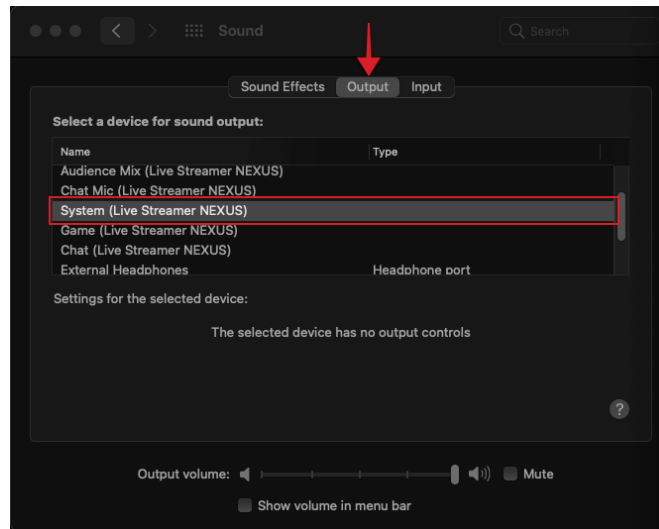 Sound
Search
Sound Effects Output Input
Select a device for sound output:
Name Type
Audience Mix (Live Streamer NEXUS)
Chat Mic (Live Streamer NEXUS)
System (Live Streamer NEXUS)
Game (Live Streamer NEXUS)
Chat (Live Streamer NEXUS)
External Headphones Headphone port
Settings for the selected device:
The selected device has no output controls
?
Output volume: Mute
Show volume in menu bar